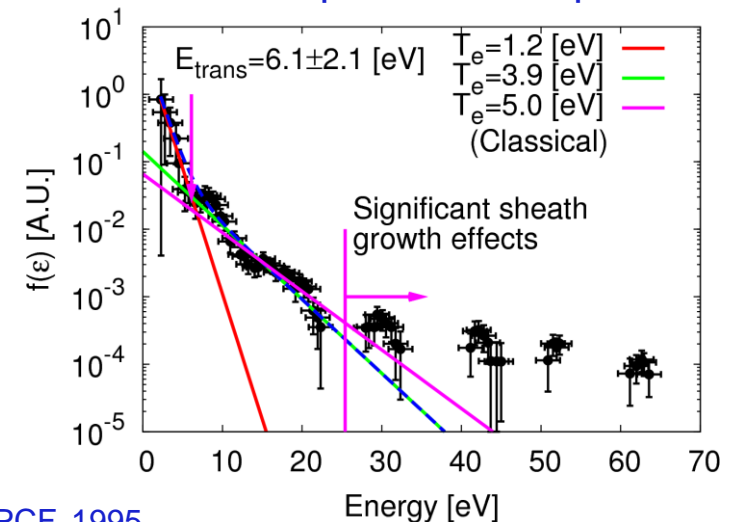 10^1
10^0
10^-1
10^-2
10^-3
10^-4
10^-5
f(ε) [A.U.]
E_trans=6.1±2.1 [eV]
T_e=1.2 [eV]
T_e=3.9 [eV]
T_e=5.0 [eV]
(Classical)
Significant sheath
growth effects
0 10 20 30 40 50 60 70
Energy [eV]
1995